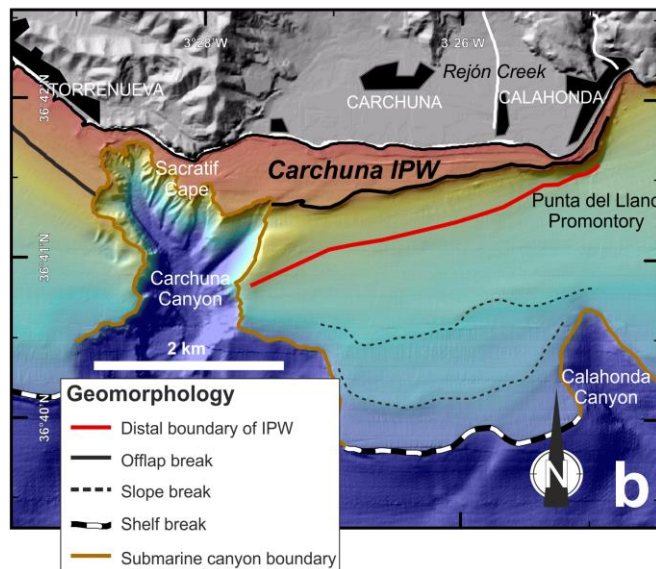 3°28 W
3°26 W
36°42 N
TORRENUEVA
Rejón Creek
CARCHUNA
CALAHONDA
Sacratif
Cape
Carchuna IPW
Punta del Llano
Promontory
36°41 N
Carchuna
Canyon
2 km
Calahonda
Canyon
36°40 N
Geomorphology
Distal boundary of IPW
Offlap break
Slope break
Shelf break
Submarine canyon boundary
N
b